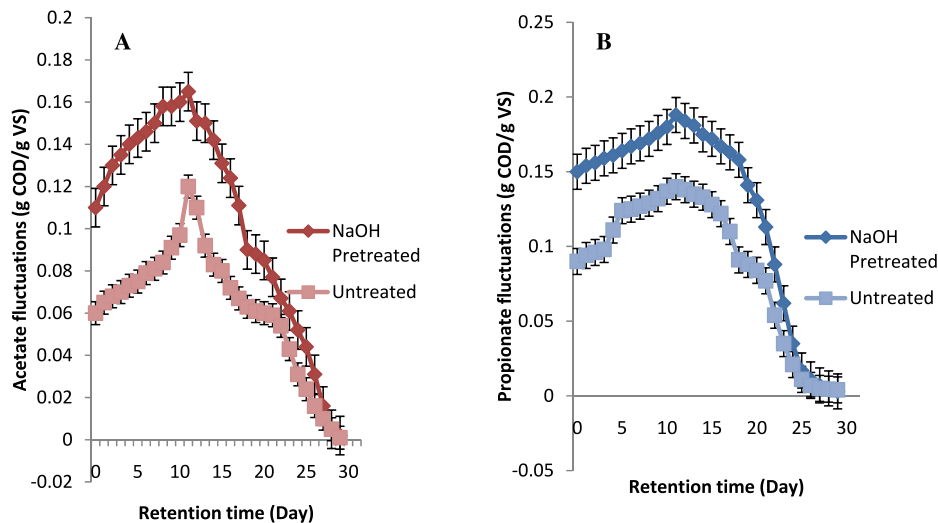 A
Acetate fluctuations (g COD/g VS)
0.2
0.18
0.16
0.14
0.12
0.1
0.08
0.06
0.04
0.02
0
-0.02
0 5 10 15 20 25 30
Retention time (Day)
NaOH
Pretreated
Untreated
B
Propionate fluctuations (g COD/g VS)
0.25
0.2
0.15
0.1
0.05
0
-0.05
0 5 10 15 20 25 30
Retention time (Day)
NaOH
Pretreated
Untreated